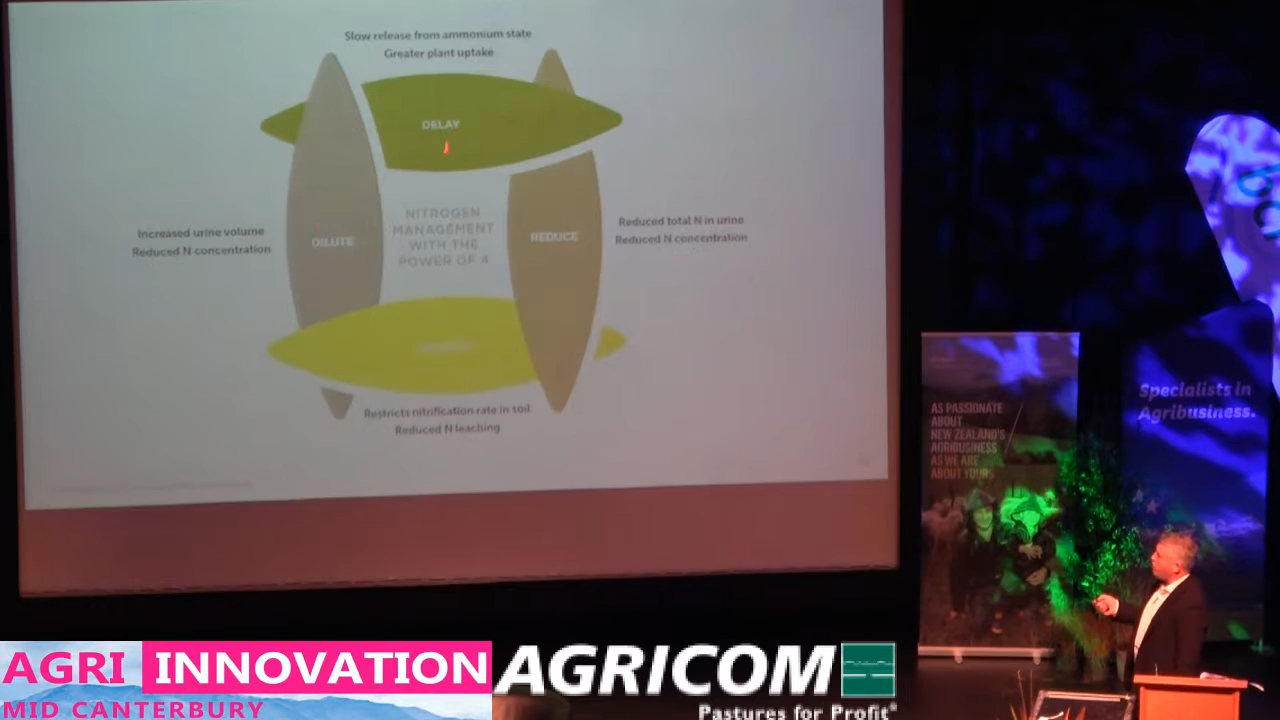 Slow release from ammonium state
Greater plant uptake
DELAY
Increased urine volume
Reduced N concentration
DILUTE
NITROGEN
MANAGEMENT
WITH THE
POWER OF 4
REDUCE
Reduced total N in urine
Reduced N concentration
Restricts nitrification rate in soil
Reduced N leaching
AS PASSIONATE
ABOUT
NEW ZEALAND'S
AGRIBUSINESS
AS WE ARE
ABOUT YOURS
Specialists in
Agribusiness.
AGRI INNOVATION
MID CANTERBURY
AGRICOM
Pastures for Profit®